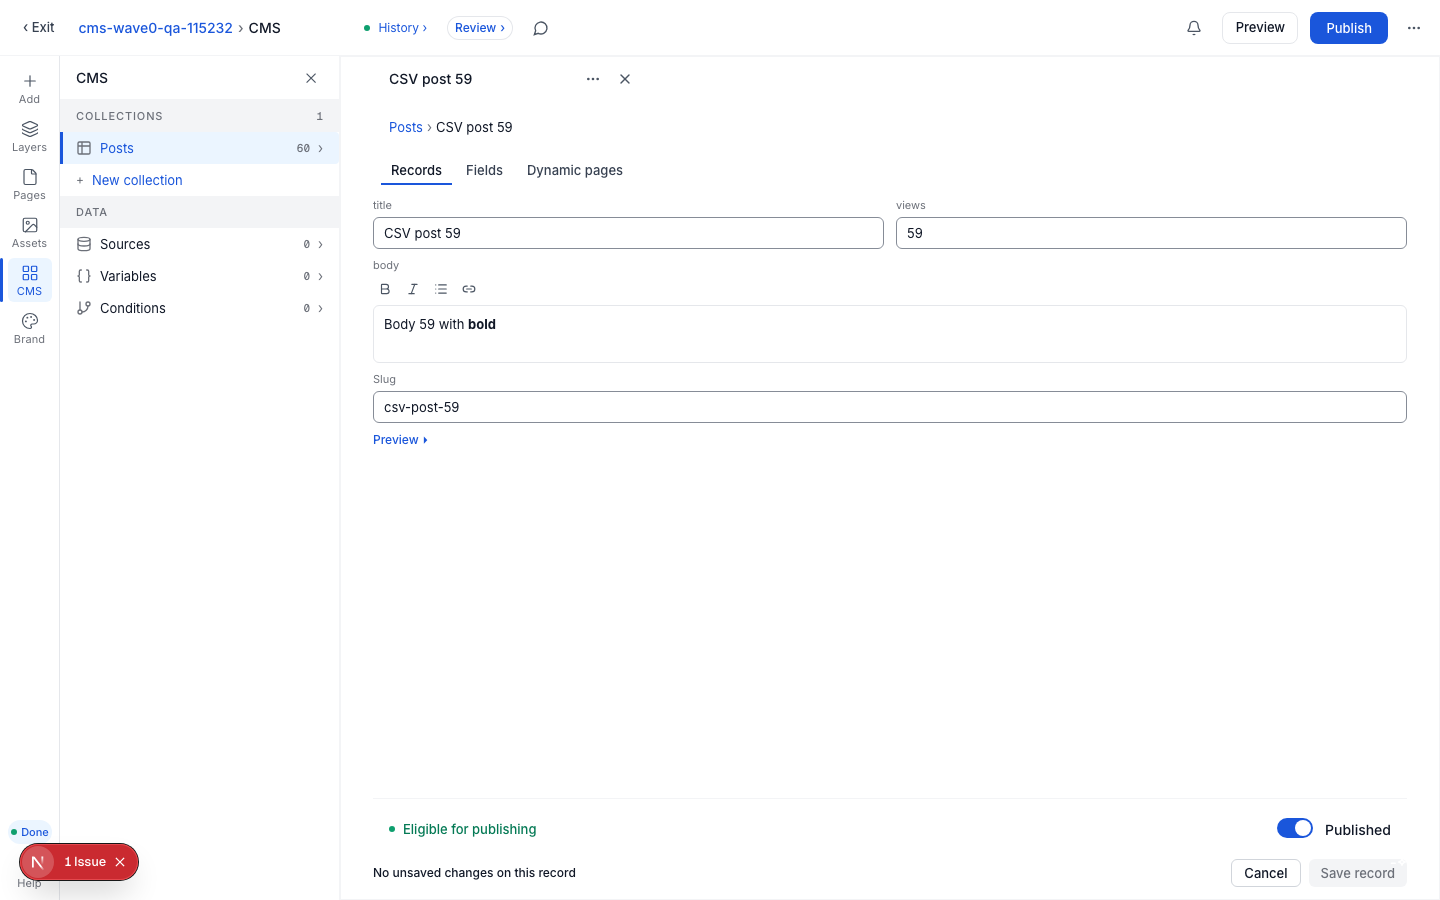 ‹ Exit
cms-wave0-qa-115232 › CMS
History ›
Review ›
Preview
Publish
Add
Layers
Pages
Assets
CMS
Brand
Done
1 Issue
Help
CMS
COLLECTIONS 1
Posts 60 ›
+ New collection
DATA
Sources 0 ›
Variables 0 ›
Conditions 0 ›
CSV post 59
Posts › CSV post 59
Records Fields Dynamic pages
title
CSV post 59
views
59
body
B I
Body 59 with bold
Slug
csv-post-59
Preview
Eligible for publishing
Published
No unsaved changes on this record
Cancel
Save record